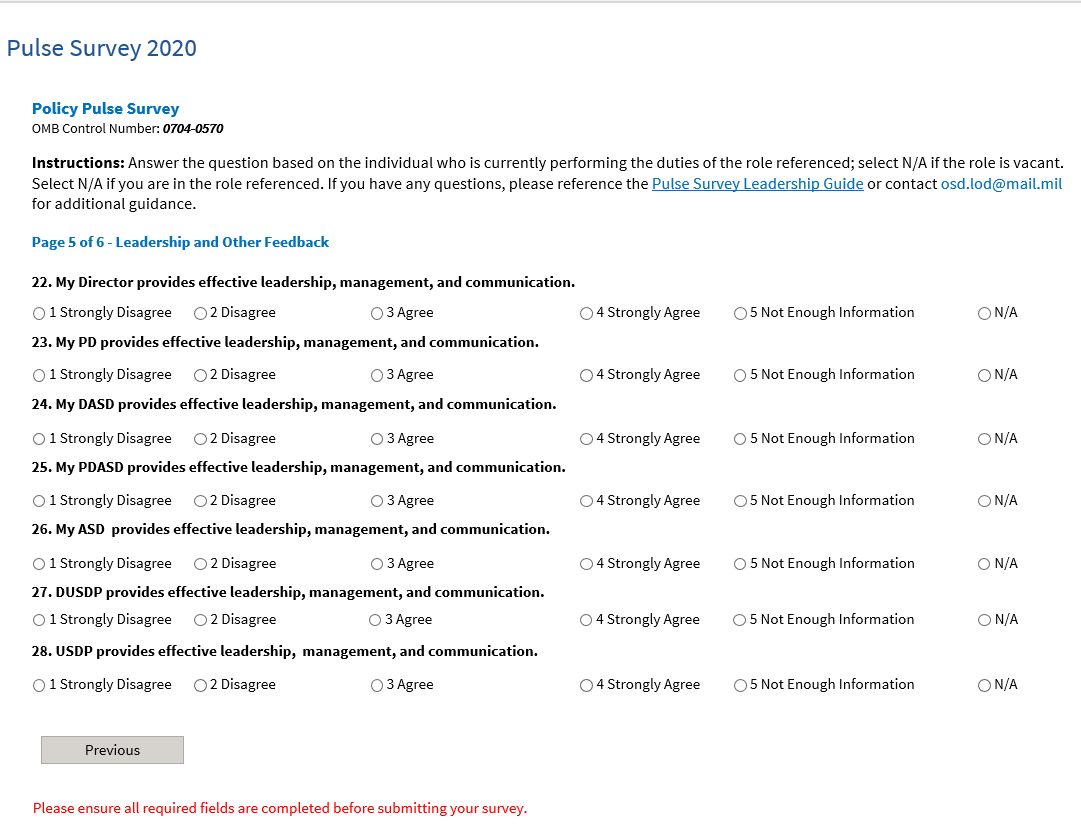 Pulse Survey 2020
Policy Pulse Survey
OMB Control Number: 0704-0570
Instructions: Answer the question based on the individual who is currently performing the duties of the role referenced; select N/A if the role is vacant.
Select N/A if you are in the role referenced. If you have any questions, please reference the Pulse Survey Leadership Guide or contact osd.lod@mail.mil
for additional guidance.
Page 5 of 6 - Leadership and Other Feedback
22. My Director provides effective leadership, management, and communication.
1 Strongly Disagree 2 Disagree 3 Agree 4 Strongly Agree 5 Not Enough Information N/A
23. My PD provides effective leadership, management, and communication.
1 Strongly Disagree 2 Disagree 3 Agree 4 Strongly Agree 5 Not Enough Information N/A
24. My DASD provides effective leadership, management, and communication.
1 Strongly Disagree 2 Disagree 3 Agree 4 Strongly Agree 5 Not Enough Information N/A
25. My PDASD provides effective leadership, management, and communication.
1 Strongly Disagree 2 Disagree 3 Agree 4 Strongly Agree 5 Not Enough Information N/A
26. My ASD  provides effective leadership, management, and communication.
1 Strongly Disagree 2 Disagree 3 Agree 4 Strongly Agree 5 Not Enough Information N/A
27. DUSDP provides effective leadership, management, and communication.
1 Strongly Disagree 2 Disagree 3 Agree 4 Strongly Agree 5 Not Enough Information N/A
28. USDP provides effective leadership,  management, and communication.
1 Strongly Disagree 2 Disagree 3 Agree 4 Strongly Agree 5 Not Enough Information N/A
Previous
Please ensure all required fields are completed before submitting your survey.